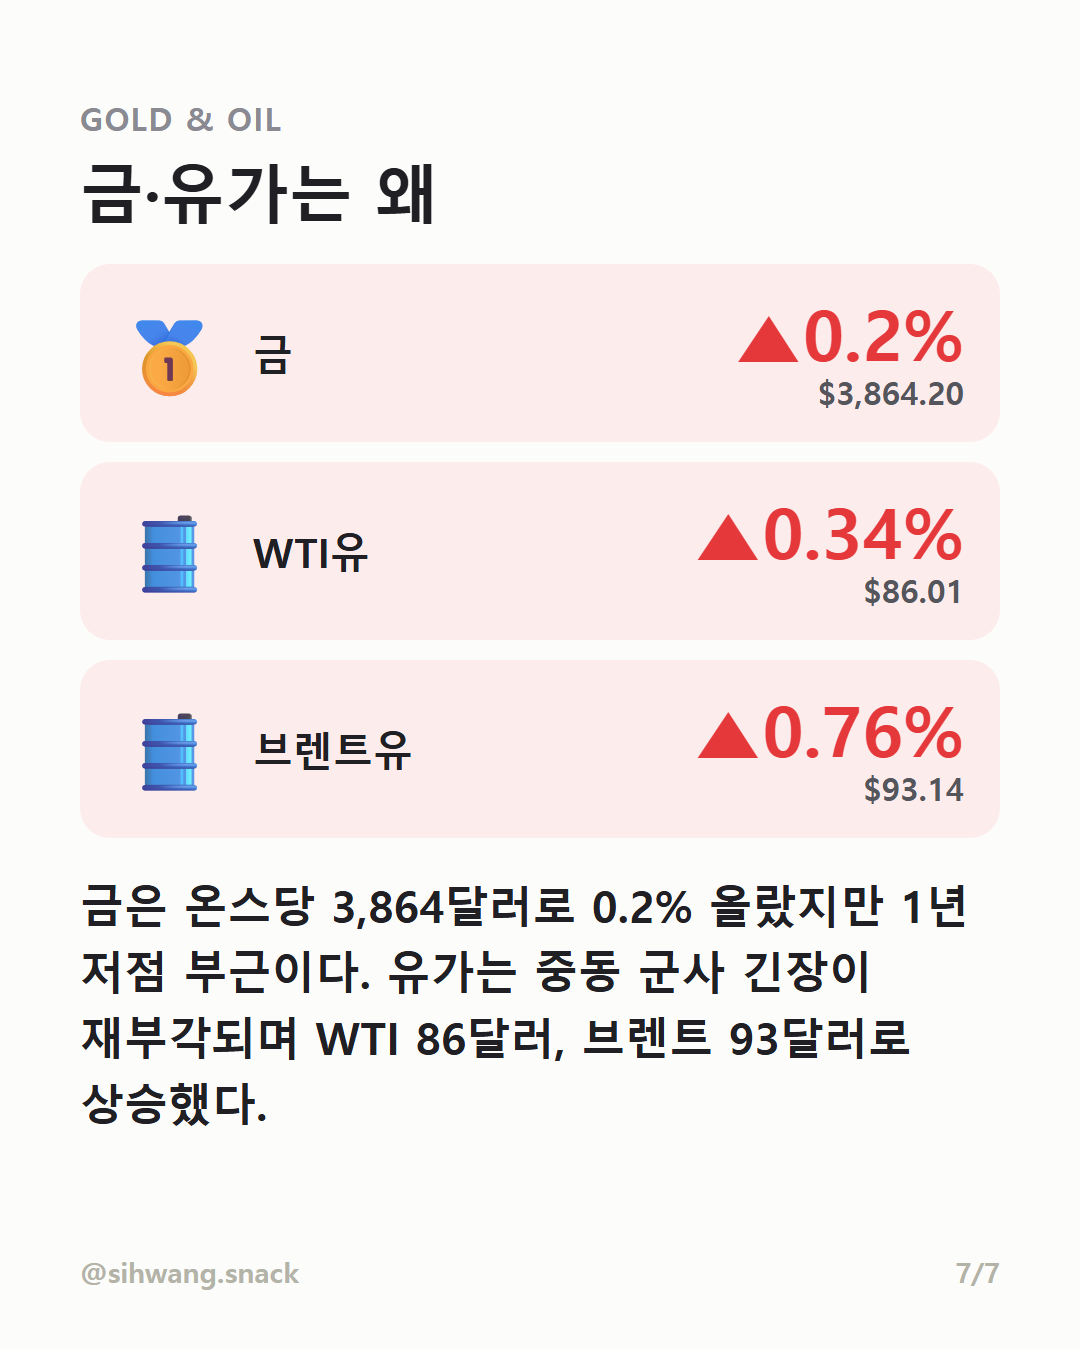 GOLD & OIL
금·유가는 왜
1
금
▲0.2%
$3,864.20
WTI유
▲0.34%
$86.01
브렌트유
▲0.76%
$93.14
금은 온스당 3,864달러로 0.2% 올랐지만 1년
저점 부근이다. 유가는 중동 군사 긴장이
재부각되며 WTI 86달러, 브렌트 93달러로
상승했다.
@sihwang.snack
7/7